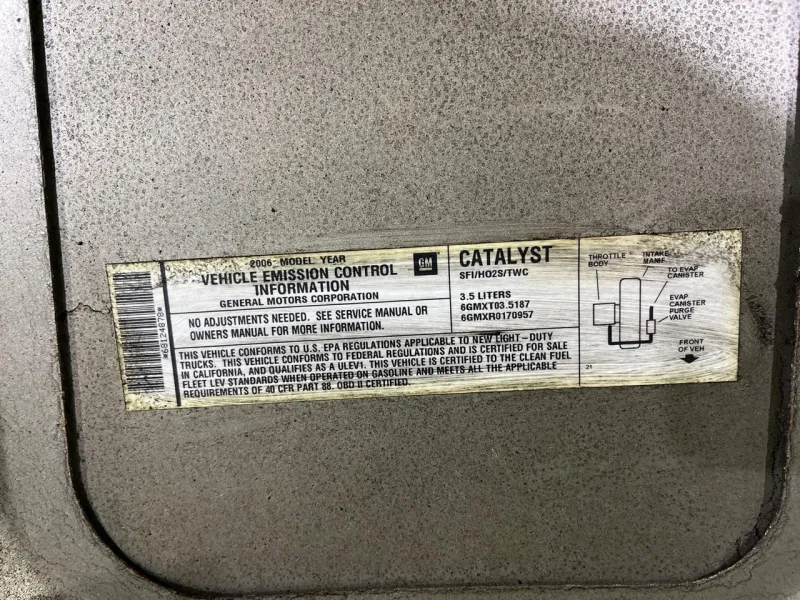 2006 MODEL YEAR
VEHICLE EMISSION CONTROL
INFORMATION
GENERAL MOTORS CORPORATION
GM
NO ADJUSTMENTS NEEDED. SEE SERVICE MANUAL OR
OWNERS MANUAL FOR MORE INFORMATION.
CATALYST
SFI/HO2S/TWC
3.5 LITERS
6GMXT03.5187
6GMXR0170957
THIS VEHICLE CONFORMS TO U.S. EPA REGULATIONS APPLICABLE TO NEW LIGHT-DUTY
TRUCKS. THIS VEHICLE CONFORMS TO FEDERAL REGULATIONS AND IS CERTIFIED FOR SALE
IN CALIFORNIA, AND QUALIFIES AS A ULEV1. THIS VEHICLE IS CERTIFIED TO THE CLEAN FUEL
FLEET LEV STANDARDS WHEN OPERATED ON GASOLINE AND MEETS ALL THE APPLICABLE
REQUIREMENTS OF 40 CFR PART 88. OBD II CERTIFIED.
*68124878*
THROTTLE
BODY
INTAKE
MANF.
TO EVAP
CANISTER
EVAP
CANISTER
PURGE
VALVE
FRONT
OF VEH
21